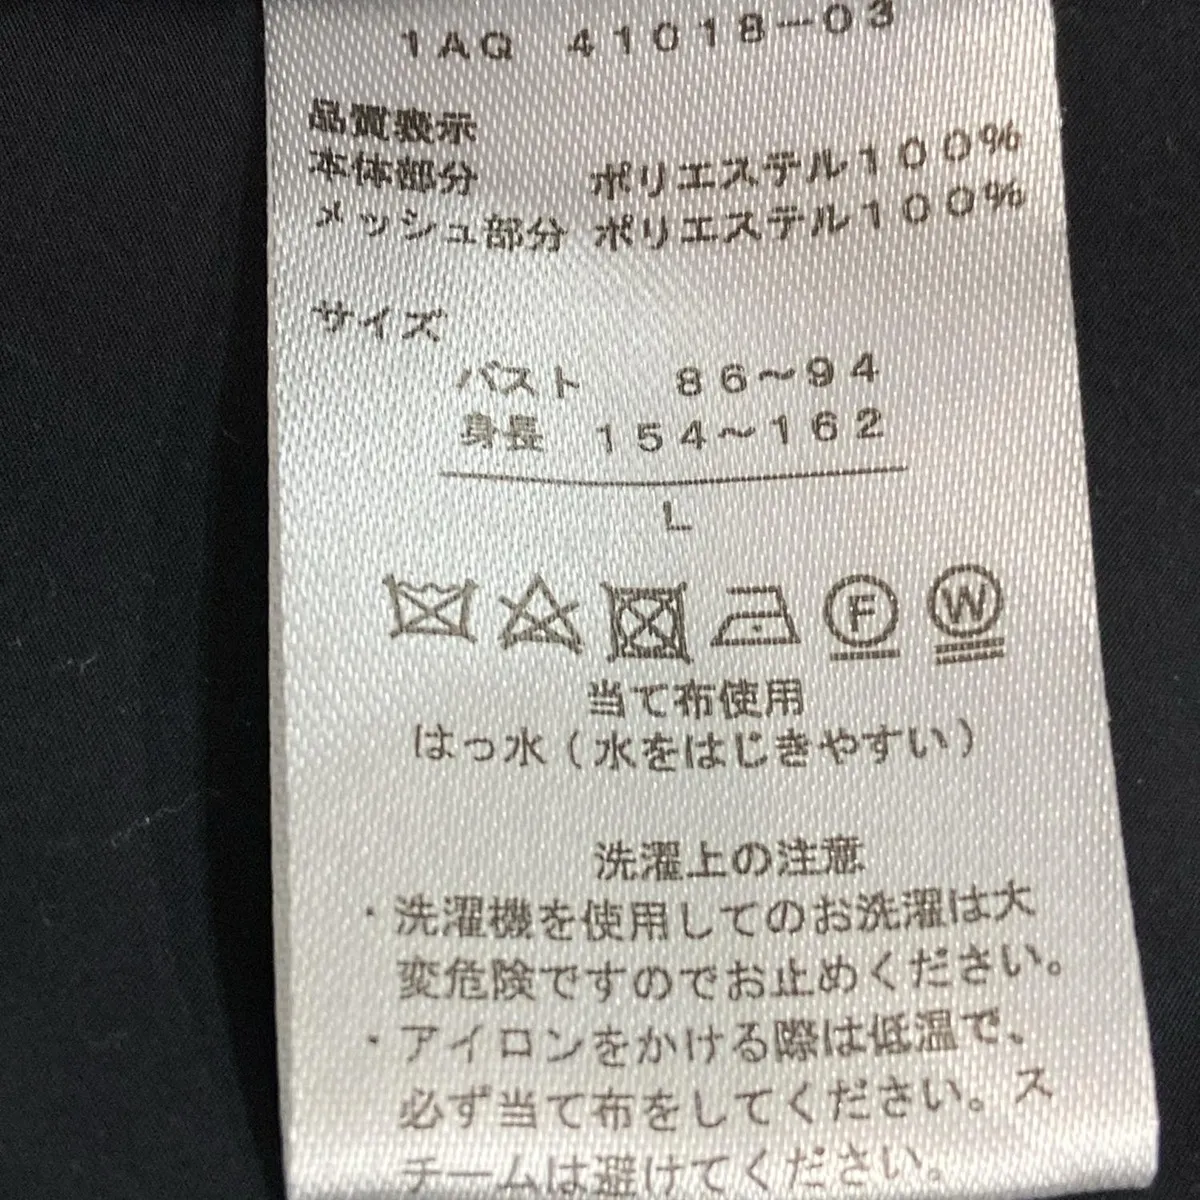 1AQ 41018-03
品質表示
本体部分 ポリエステル100%
メッシュ部分 ポリエステル100%
サイズ
バスト 86~94
身長 154~162
L
F W
当て布使用
はっ水(水をはじきやすい)
洗濯上の注意
・洗濯機を使用してのお洗濯は大
変危険ですのでお止めください。
・アイロンをかける際は低温で、
必ず当て布をしてください。ス
チームは避けてください。